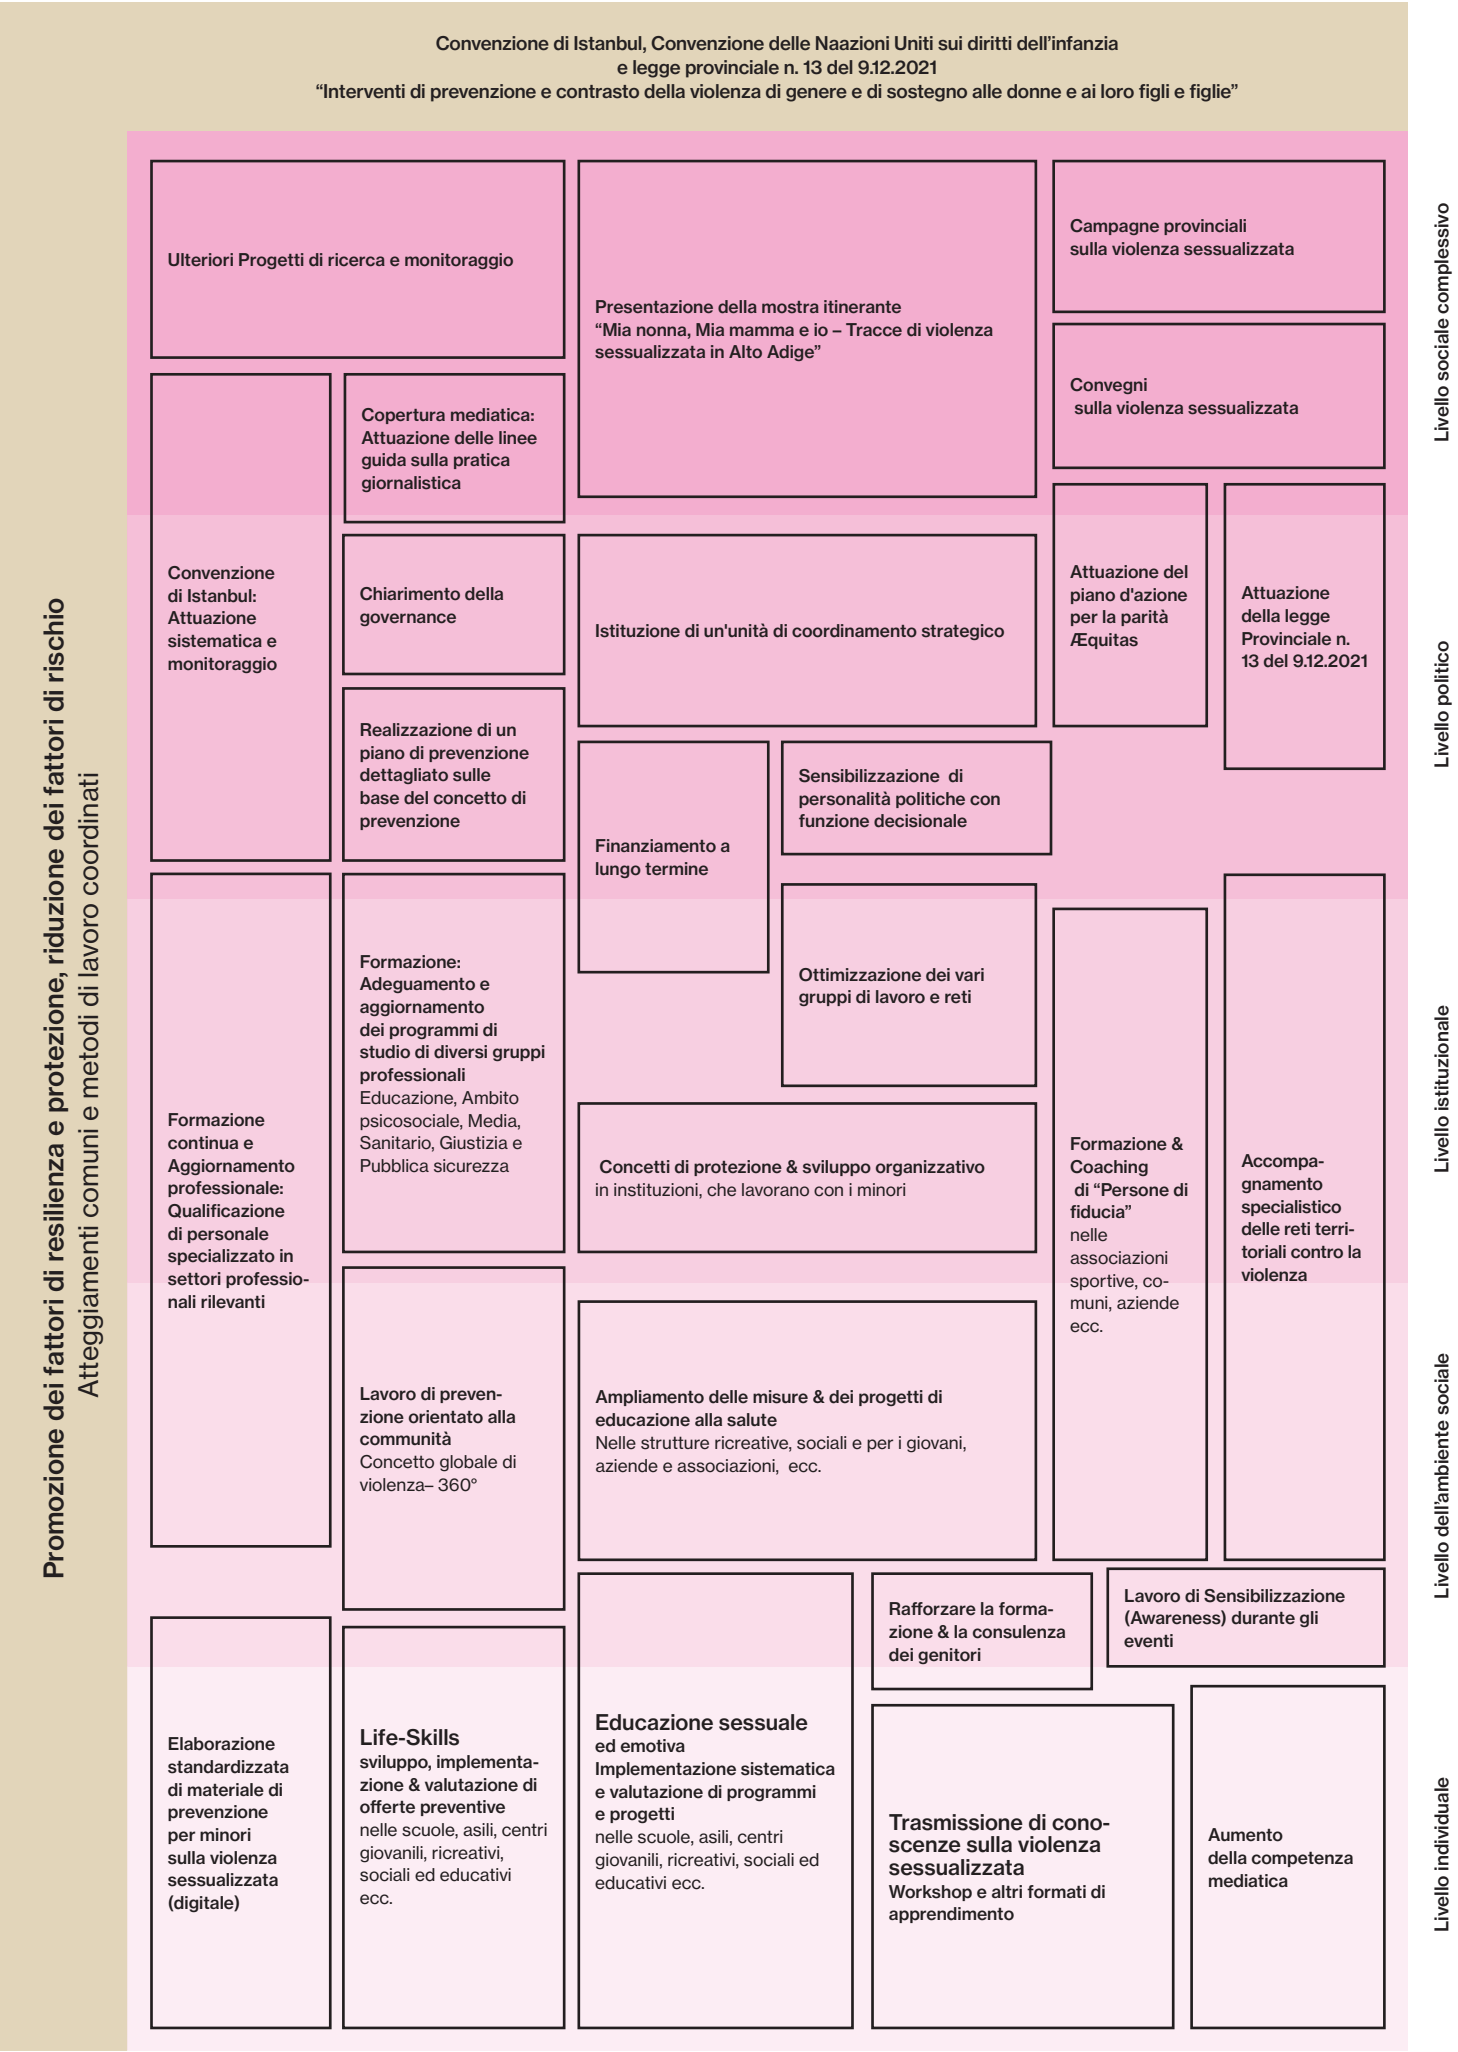 Convenzione di Istanbul, Convenzione delle Naazioni Uniti sui diritti dell'infanzia
e legge provinciale n. 13 del 9.12.2021
“Interventi di prevenzione e contrasto della violenza di genere e di sostegno alle donne e ai loro figli e figlie”
Promozione dei fattori di resilienza e protezione, riduzione dei fattori di rischio
Atteggiamenti comuni e metodi di lavoro coordinati
Livello sociale complessivo
Ulteriori Progetti di ricerca e monitoraggio
Presentazione della mostra itinerante
“Mia nonna, Mia mamma e io – Tracce di violenza
sessualizzata in Alto Adige”
Campagne provinciali
sulla violenza sessualizzata
Convegni
sulla violenza sessualizzata
Copertura mediatica:
Attuazione delle linee
guida sulla pratica
giornalistica
Livello politico
Convenzione
di Istanbul:
Attuazione
sistematica e
monitoraggio
Chiarimento della
governance
Istituzione di un'unità di coordinamento strategico
Attuazione del
piano d'azione
per la parità
Æquitas
Attuazione
della legge
Provinciale n.
13 del 9.12.2021
Realizzazione di un
piano di prevenzione
dettagliato sulle
base del concetto di
prevenzione
Finanziamento a
lungo termine
Sensibilizzazione di
personalità politiche con
funzione decisionale
Livello istituzionale
Formazione
continua e
Aggiornamento
professionale:
Qualificazione
di personale
specializzato in
settori professio-
nali rilevanti
Formazione:
Adeguamento e
aggiornamento
dei programmi di
studio di diversi gruppi
professionali
Educazione, Ambito
psicosociale, Media,
Sanitario, Giustizia e
Pubblica sicurezza
Ottimizzazione dei vari
gruppi di lavoro e reti
Concetti di protezione & sviluppo organizzativo
in instituzioni, che lavorano con i minori
Formazione &
Coaching
di “Persone di
fiducia”
nelle
associazioni
sportive, co-
muni, aziende
ecc.
Accompa-
gnamento
specialistico
delle reti terri-
toriali contro la
violenza
Livello dell'ambiente sociale
Lavoro di preven-
zione orientato alla
communità
Concetto globale di
violenza– 360°
Ampliamento delle misure & dei progetti di
educazione alla salute
Nelle strutture ricreative, sociali e per i giovani,
aziende e associazioni, ecc.
Rafforzare la forma-
zione & la consulenza
dei genitori
Lavoro di Sensibilizzazione
(Awareness) durante gli
eventi
Livello individuale
Elaborazione
standardizzata
di materiale di
prevenzione
per minori
sulla violenza
sessualizzata
(digitale)
Life-Skills
sviluppo, implementa-
zione & valutazione di
offerte preventive
nelle scuole, asili, centri
giovanili, ricreativi,
sociali ed educativi
ecc.
Educazione sessuale
ed emotiva
Implementazione sistematica
e valutazione di programmi
e progetti
nelle scuole, asili, centri
giovanili, ricreativi, sociali ed
educativi ecc.
Trasmissione di cono-
scenze sulla violenza
sessualizzata
Workshop e altri formati di
apprendimento
Aumento
della competenza
mediatica